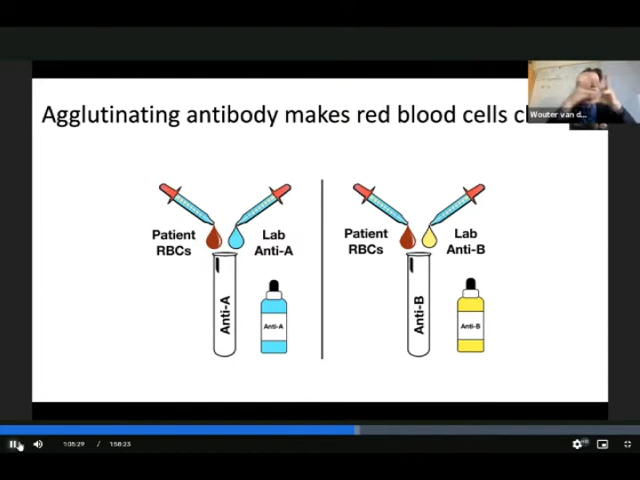 Agglutinating antibody makes red blood cells c
Wouter van d...
Patient
RBCs
Lab
Anti-A
Patient
RBCs
Lab
Anti-B
Anti-A
Anti-A
Anti-B
Anti-B
1:05:29 / 1:58:23